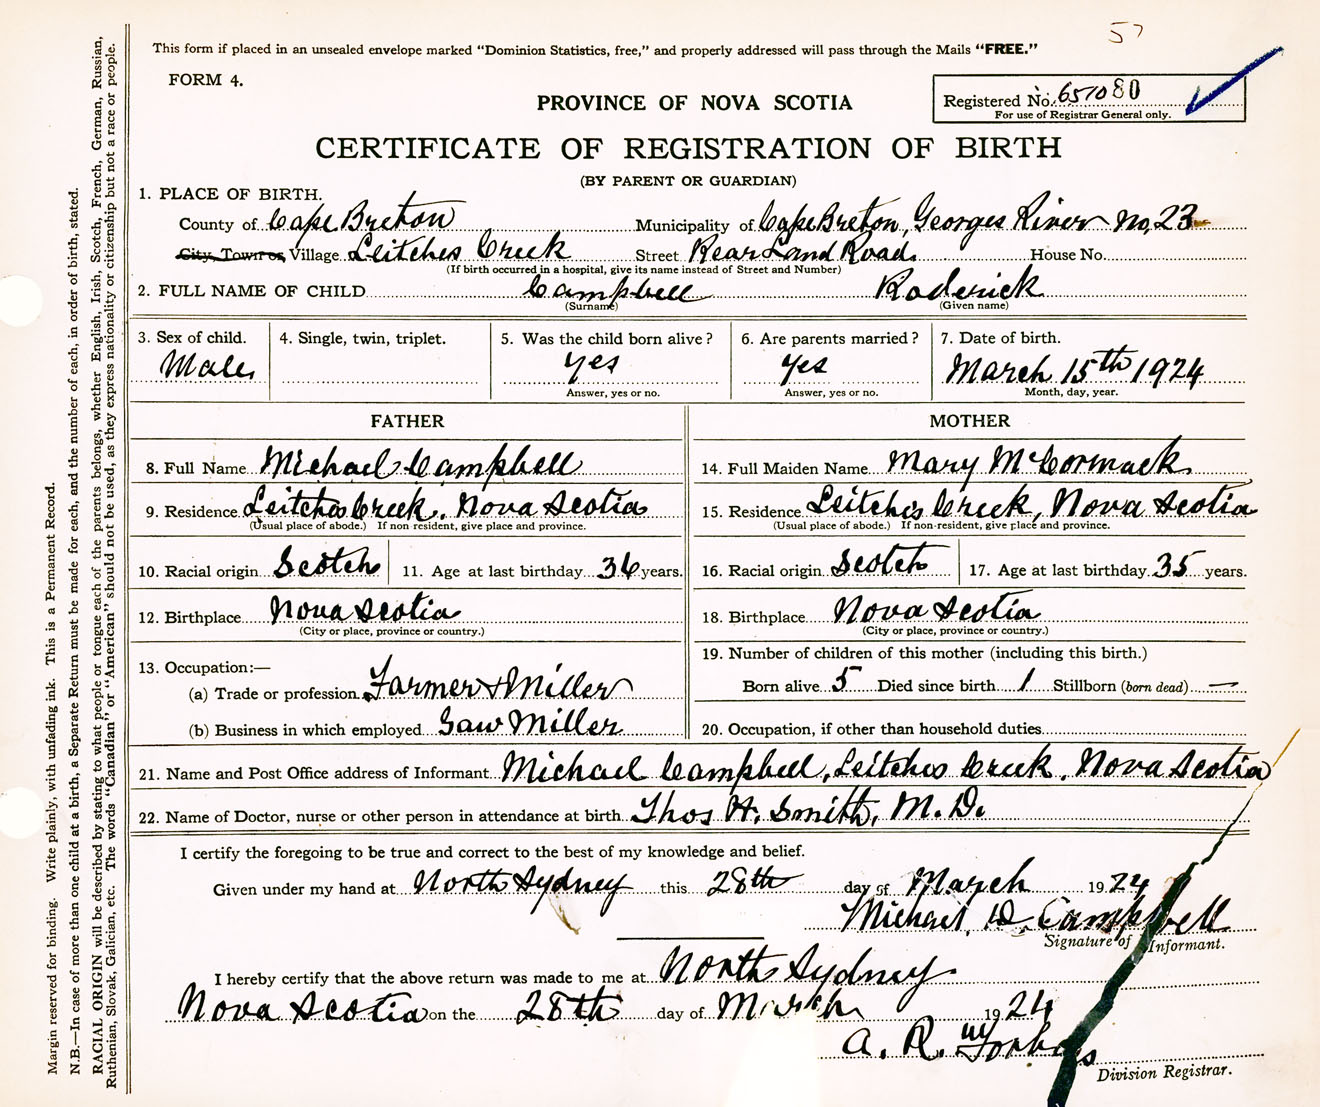 57
This form if placed in an unsealed envelope marked "Dominion Statistics, free," and properly addressed will pass through the Mails "FREE."
FORM 4.
Registered No. 651080
For use of Registrar General only.
PROVINCE OF NOVA SCOTIA
CERTIFICATE OF REGISTRATION OF BIRTH
(BY PARENT OR GUARDIAN)
1. PLACE OF BIRTH.
County of Cape Breton Municipality of Cape Breton, Georges River No. 23
City, Town or Village Leitches Creek Street Rear Land Road. House No.
(If birth occurred in a hospital, give its name instead of Street and Number)
2. FULL NAME OF CHILD Campbell Roderick
(Surname) (Given name)
3. Sex of child. 4. Single, twin, triplet. 5. Was the child born alive? 6. Are parents married? 7. Date of birth.
Male Yes Yes March 15th 1924
Answer, yes or no. Answer, yes or no. Month, day, year.
FATHER MOTHER
8. Full Name Michael Campbell 14. Full Maiden Name Mary McCormack
9. Residence Leitches Creek, Nova Scotia 15. Residence Leitches Creek, Nova Scotia
(Usual place of abode.) If non resident, give place and province. (Usual place of abode.) If non-resident, give place and province.
10. Racial origin Scotch 11. Age at last birthday 36 years. 16. Racial origin Scotch 17. Age at last birthday 35 years.
12. Birthplace Nova Scotia 18. Birthplace Nova Scotia
(City or place, province or country.) (City or place, province or country.)
13. Occupation:— 19. Number of children of this mother (including this birth.)
(a) Trade or profession Farmer & Miller Born alive 5 Died since birth 1 Stillborn (born dead) —
(b) Business in which employed Saw Miller 20. Occupation, if other than household duties
21. Name and Post Office address of Informant Michael Campbell, Leitches Creek, Nova Scotia
22. Name of Doctor, nurse or other person in attendance at birth Thos H. Smith, M.D.
I certify the foregoing to be true and correct to the best of my knowledge and belief.
Given under my hand at North Sydney this 28th day of March 1924
Michael D. Campbell
Signature of Informant.
I hereby certify that the above return was made to me at North Sydney
Nova Scotia on the 28th day of March 1924
A. R.
Division Registrar.
Margin reserved for binding. Write plainly, with unfading ink. This is a Permanent Record.
N.B.—In case of more than one child at a birth, a Separate Return must be made for each, and the number of each, in order of birth, stated.
RACIAL ORIGIN will be described by stating to what people or tongue each of the parents belongs, whether English, Irish, Scotch, French, German, Russian,
Ruthenian, Slovak, Galician, etc. The words "Canadian" or "American" should not be used, as they express nationality or citizenship but not a race or people.